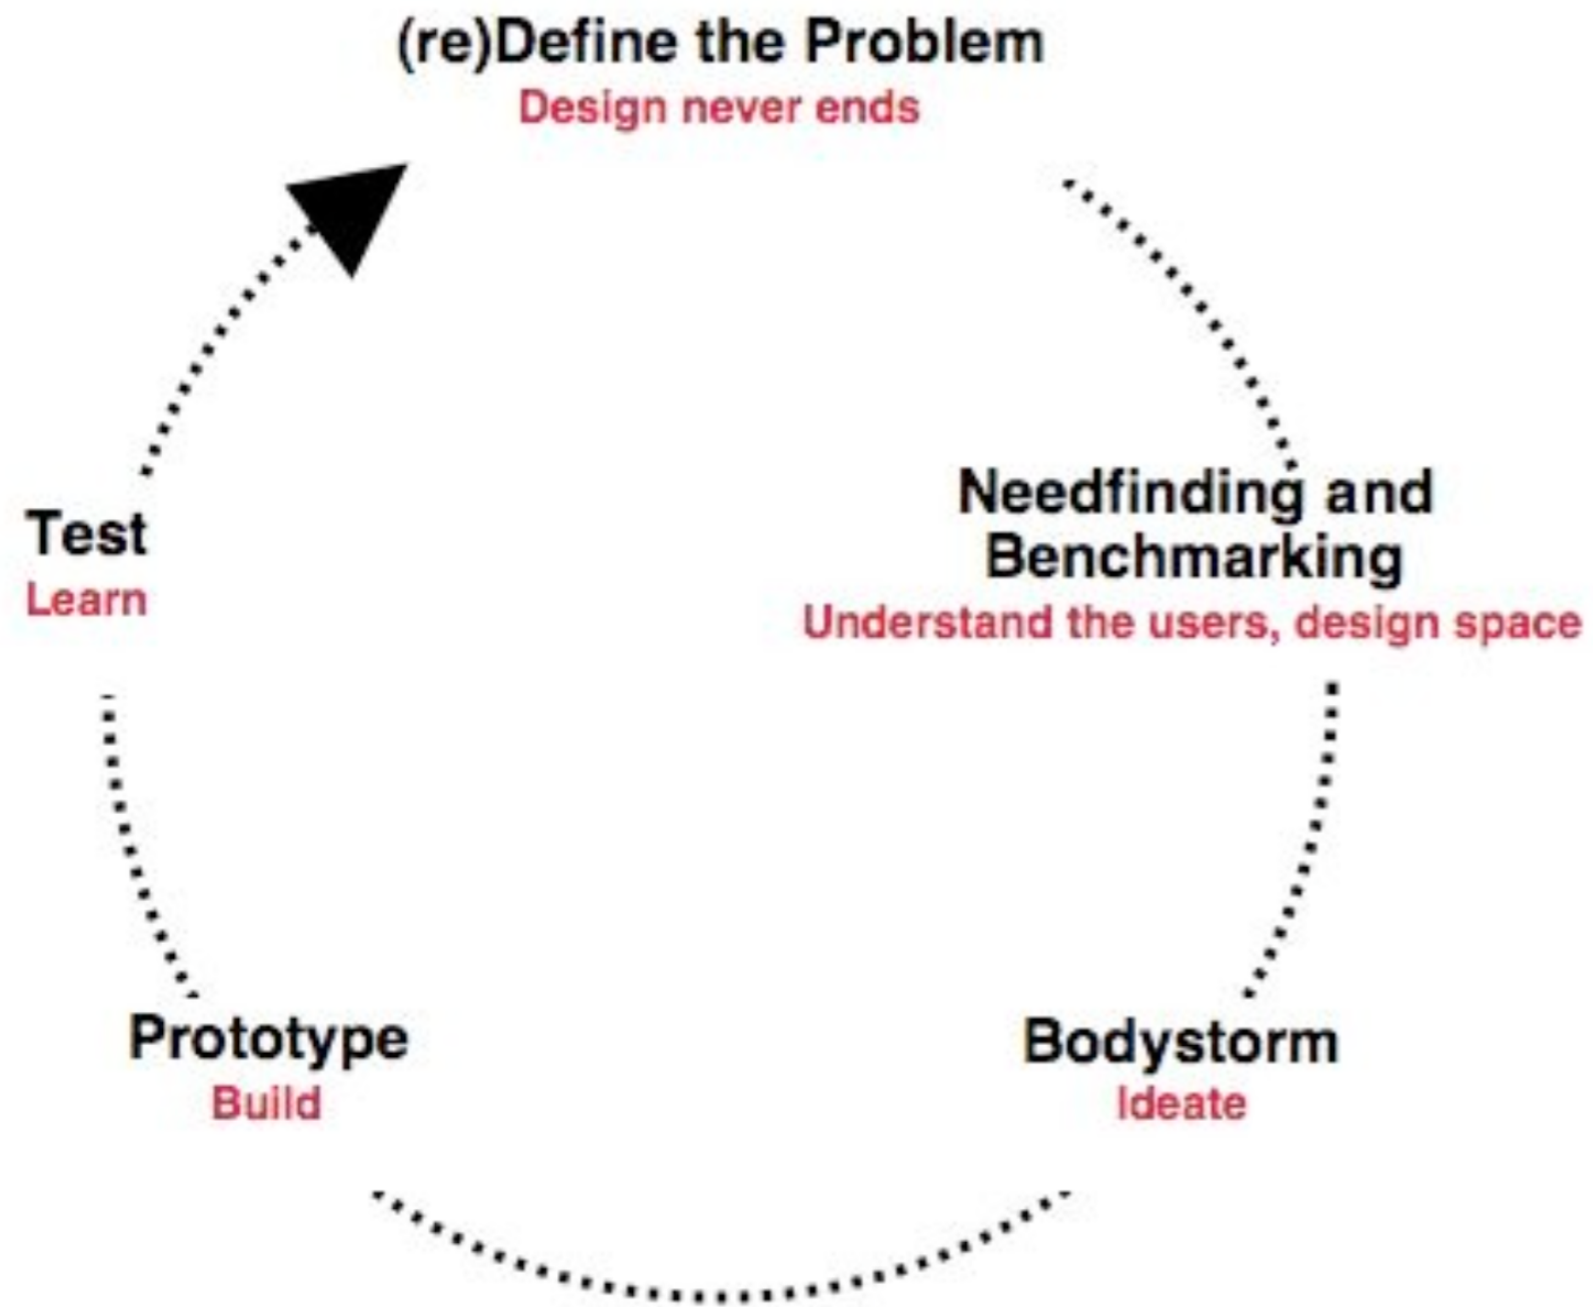 (re)Define the Problem
Design never ends
Needfinding and
Benchmarking
Understand the users, design space
Bodystorm
Ideate
Prototype
Build
Test
Learn